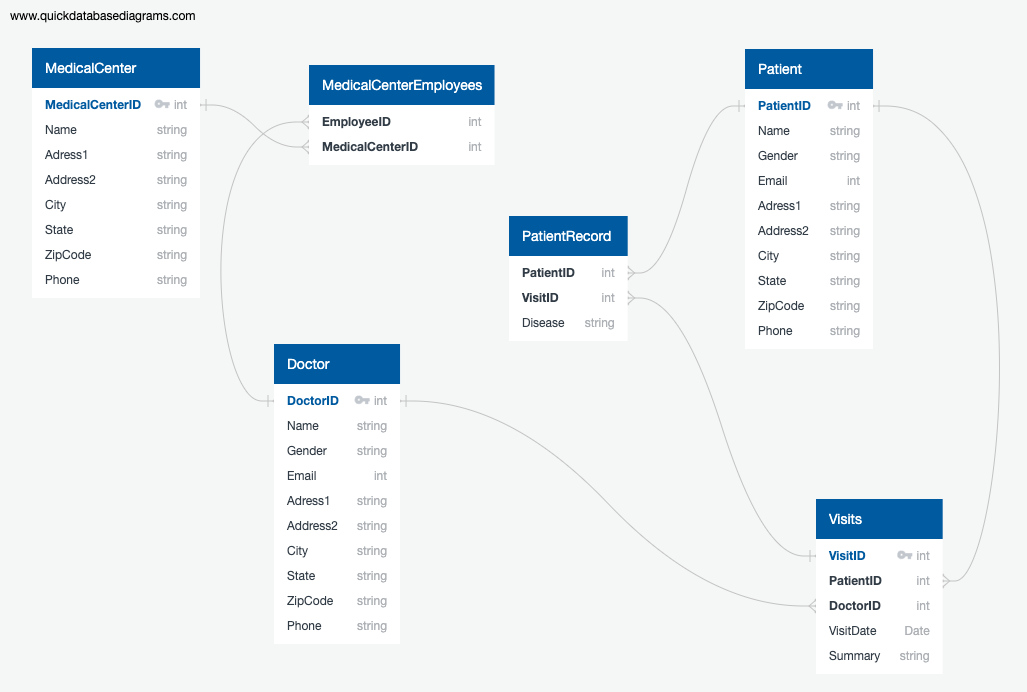 www.quickdatabasediagrams.com
MedicalCenter
MedicalCenterID int
Name string
Adress1 string
Address2 string
City string
State string
ZipCode string
Phone string
MedicalCenterEmployees
EmployeeID int
MedicalCenterID int
Patient
PatientID int
Name string
Gender string
Email int
Adress1 string
Address2 string
City string
State string
ZipCode string
Phone string
PatientRecord
PatientID int
VisitID int
Disease string
Doctor
DoctorID int
Name string
Gender string
Email int
Adress1 string
Address2 string
City string
State string
ZipCode string
Phone string
Visits
VisitID int
PatientID int
DoctorID int
VisitDate Date
Summary string